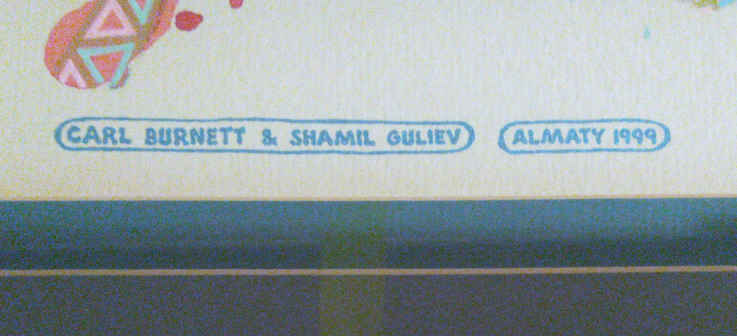 CARL BURNETT & SHAMIL GULIEV ALMATY 1999